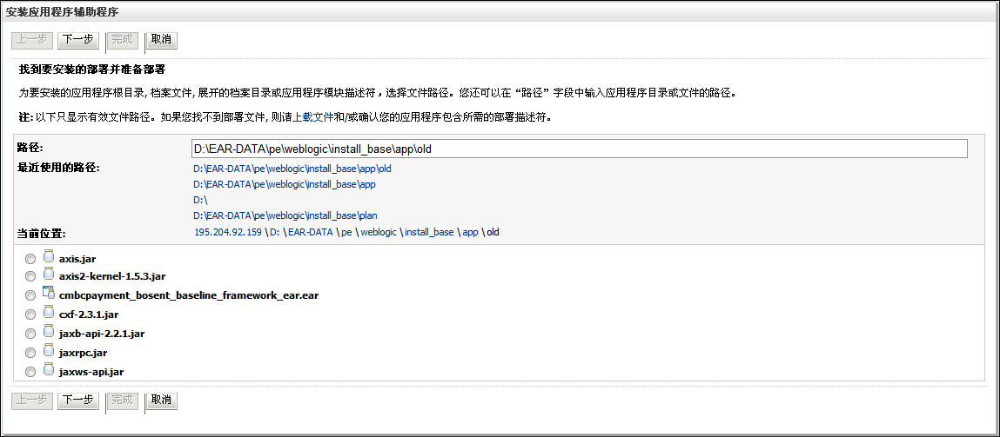 安装应用程序辅助程序
上一步 下一步 完成 取消
找到要安装的部署并准备部署
为要安装的应用程序根目录, 档案文件, 展开的档案目录或应用程序模块描述符，选择文件路径。您还可以在“路径”字段中输入应用程序目录或文件的路径。
注: 以下只显示有效文件路径。如果您找不到部署文件, 则请上载文件和/或确认您的应用程序包含所需的部署描述符。
路径: D:\EAR-DATA\pe\weblogic\install_base\app\old
最近使用的路径: D:\EAR-DATA\pe\weblogic\install_base\app\old
D:\EAR-DATA\pe\weblogic\install_base\app
D:\
D:\EAR-DATA\pe\weblogic\install_base\plan
当前位置: 195.204.92.159 \ D: \ EAR-DATA \ pe \ weblogic \ install_base \ app \ old
axis.jar
axis2-kernel-1.5.3.jar
cmbcpayment_bosent_baseline_framework_ear.ear
cxf-2.3.1.jar
jaxb-api-2.2.1.jar
jaxrpc.jar
jaxws-api.jar
上一步 下一步 完成 取消